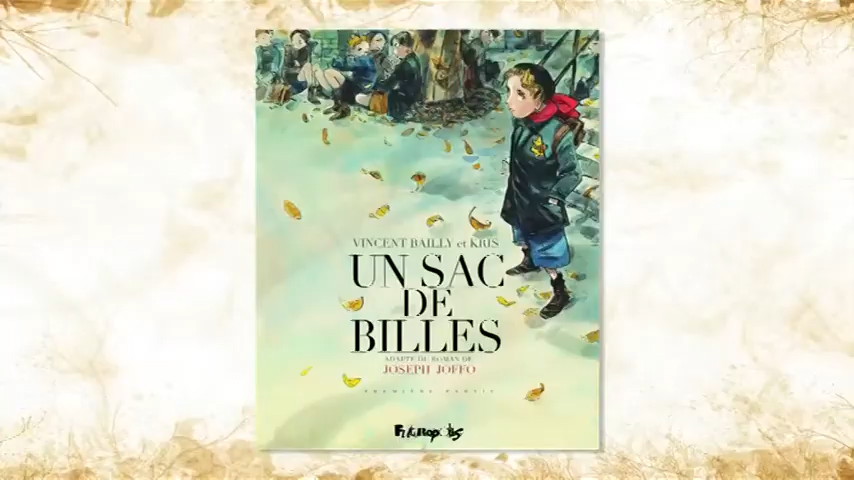 VINCENT BAILLY et KRIS
UN SAC
DE
BILLES
ADAPTÉ DU ROMAN DE
JOSEPH JOFFO
PREMIÈRE PARTIE
Futuropolis